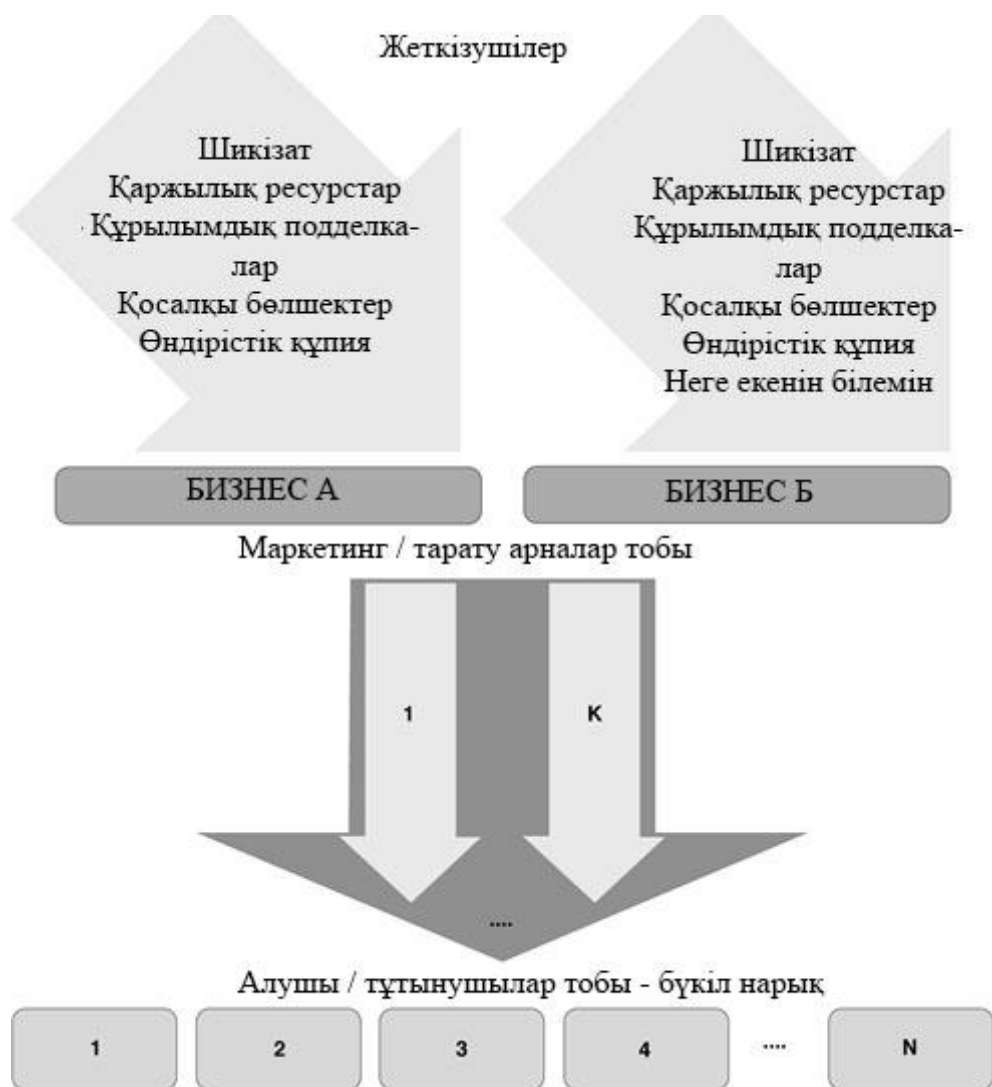 Жеткізушілер
Шикізат
Қаржылық ресурстар
Құрылымдық подделка-
лар
Қосалқы бөлшектер
Өндірістік құпия
Шикізат
Қаржылық ресурстар
Құрылымдық подделка-
лар
Қосалқы бөлшектер
Өндірістік құпия
Неге екенін білемін
БИЗНЕС А
БИЗНЕС Б
Маркетинг / тарату арналар тобы
1
K
....
Алушы / тұтынушылар тобы - бүкіл нарық
1
2
3
4
....
N